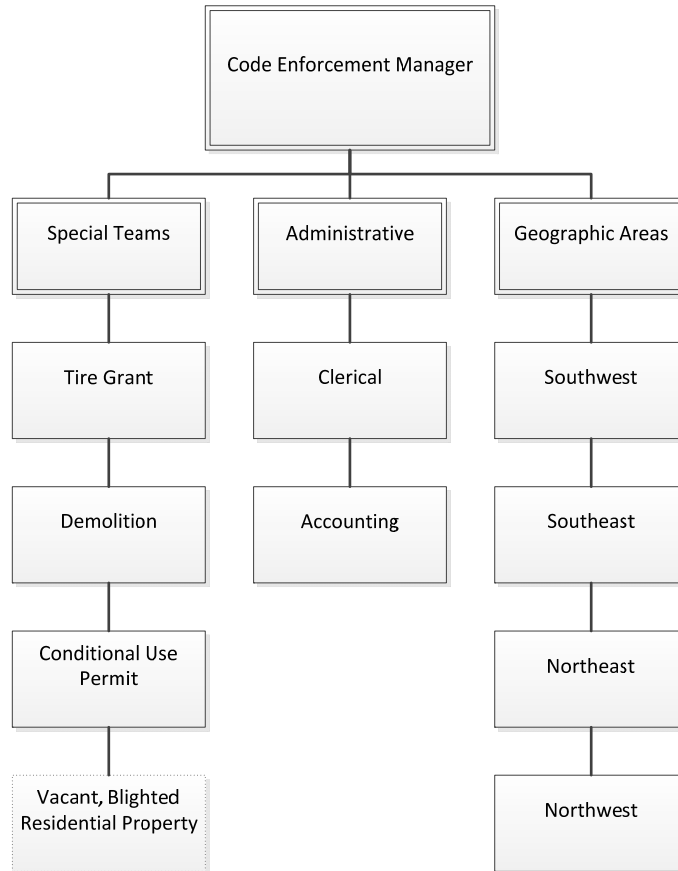 Code Enforcement Manager
Special Teams
Administrative
Geographic Areas
Tire Grant
Clerical
Southwest
Demolition
Accounting
Southeast
Conditional Use
Permit
Northeast
Vacant, Blighted
Residential Property
Northwest